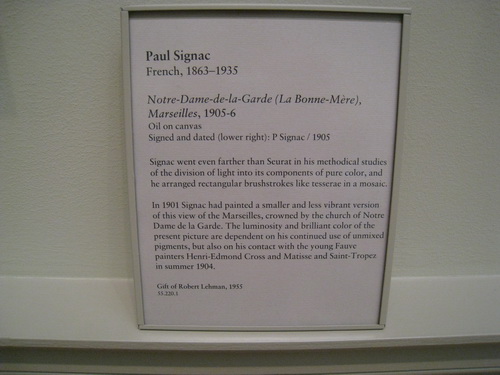 Paul Signac
French, 1863–1935
Notre-Dame-de-la-Garde (La Bonne-Mère),
Marseilles, 1905-6
Oil on canvas
Signed and dated (lower right): P Signac / 1905
Signac went even farther than Seurat in his methodical studies
of the division of light into its components of pure color, and
he arranged rectangular brushstrokes like tesserae in a mosaic.
In 1901 Signac had painted a smaller and less vibrant version
of this view of the Marseilles, crowned by the church of Notre
Dame de la Garde. The luminosity and brilliant color of the
present picture are dependent on his continued use of unmixed
pigments, but also on his contact with the young Fauve
painters Henri-Edmond Cross and Matisse and Saint-Tropez
in summer 1904.
Gift of Robert Lehman, 1955
55.220.1